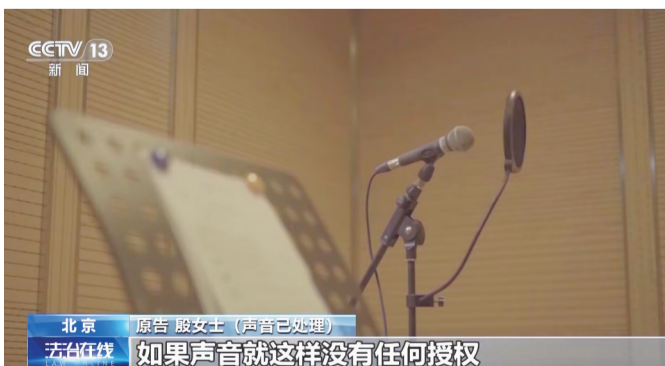 CCTV 13
新闻
北京
原告 殷女士（声音已处理）
法治在线
如果声音就这样没有任何授权